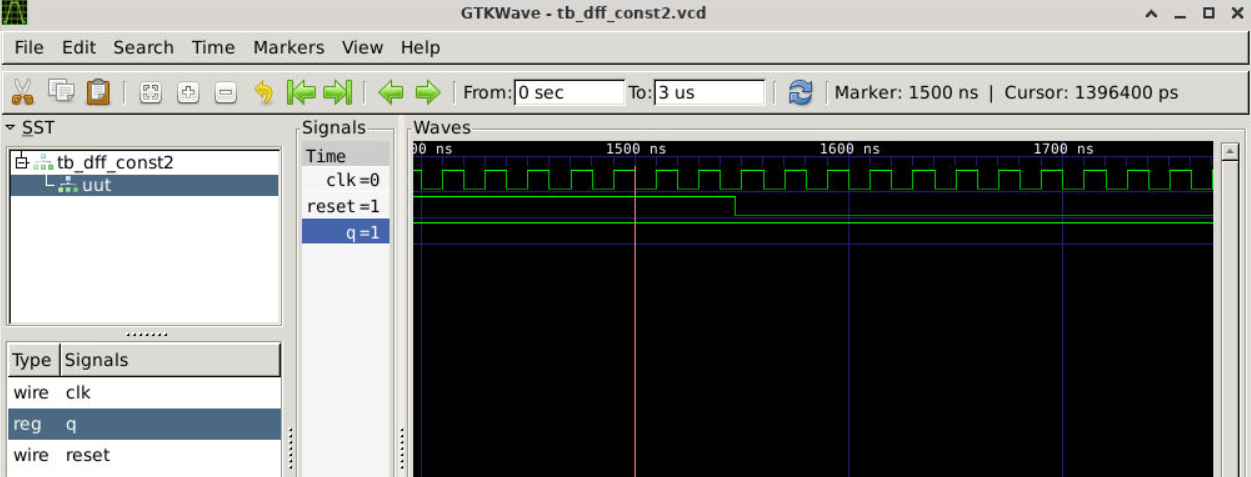 GTKWave - tb_dff_const2.vcd
File Edit Search Time Markers View Help
From: 0 sec To: 3 us Marker: 1500 ns | Cursor: 1396400 ps
SST
tb_dff_const2
uut
Type Signals
wire clk
reg q
wire reset
Signals
Time
clk=0
reset=1
q=1
Waves
00 ns 1500 ns 1600 ns 1700 ns